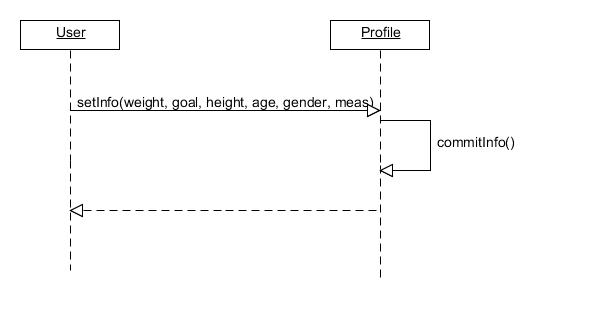 User
Profile
setInfo(weight, goal, height, age, gender, meas)
commitInfo()